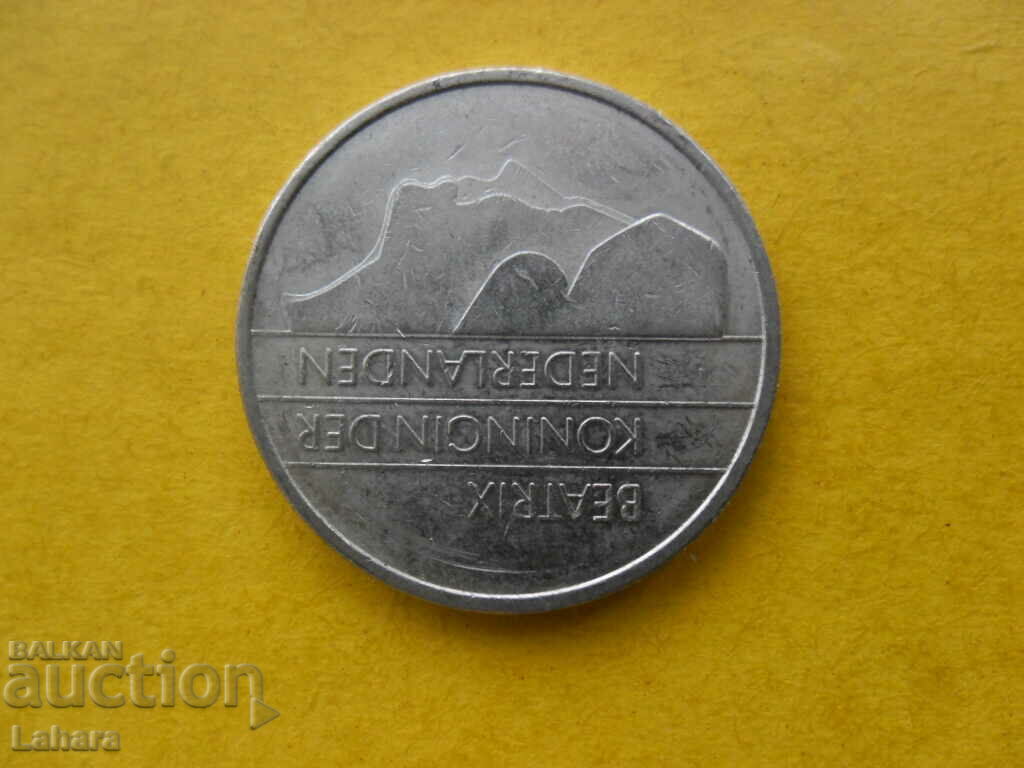 BEATRIX
KONINGIN DER
NEDERLANDEN
BALKAN
auction
Lahara